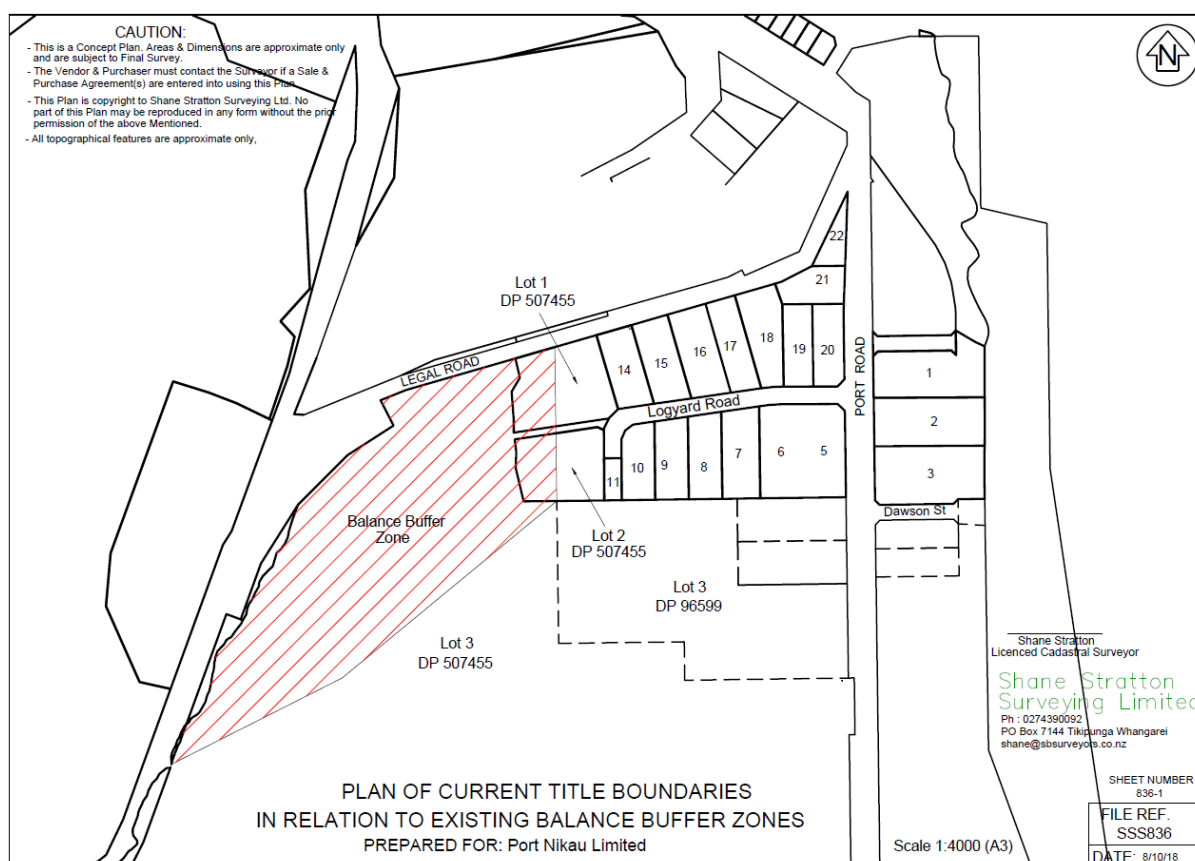 CAUTION:
- This is a Concept Plan. Areas & Dimensions are approximate only
and are subject to Final Survey.
- The Vendor & Purchaser must contact the Surveyor if a Sale &
Purchase Agreement(s) are entered into using this Plan.
- This Plan is copyright to Shane Stratton Surveying Ltd. No
part of this Plan may be reproduced in any form without the prior
permission of the above Mentioned.
- All topographical features are approximate only,
N
22
21
Lot 1
DP 507455
LEGAL ROAD
14
15
16
17
18
19
20
PORT ROAD
1
2
3
Logyard Road
11
10
9
8
7
6
5
Dawson St
Balance Buffer
Zone
Lot 2
DP 507455
Lot 3
DP 96599
Lot 3
DP 507455
Shane Stratton
Licenced Cadastral Surveyor
Shane Stratton
Surveying Limited
Ph : 0274390092
PO Box 7144 Tikipunga Whangarei
shane@sbsurveyors.co.nz
PLAN OF CURRENT TITLE BOUNDARIES
IN RELATION TO EXISTING BALANCE BUFFER ZONES
PREPARED FOR: Port Nikau Limited
Scale 1:4000 (A3)
SHEET NUMBER
836-1
FILE REF.
SSS836
DATE: 8/10/18